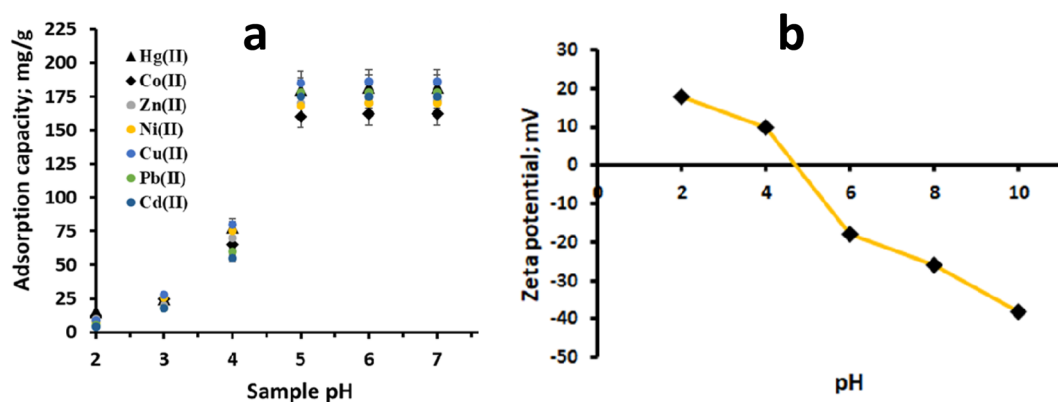 a
Adsorption capacity; mg/g
225
200
175
150
125
100
75
50
25
0
Hg(II)
Co(II)
Zn(II)
Ni(II)
Cu(II)
Pb(II)
Cd(II)
2 3 4 5 6 7
Sample pH
b
Zeta potential; mV
30
20
10
0
-10
-20
-30
-40
-50
0 2 4 6 8 10
pH